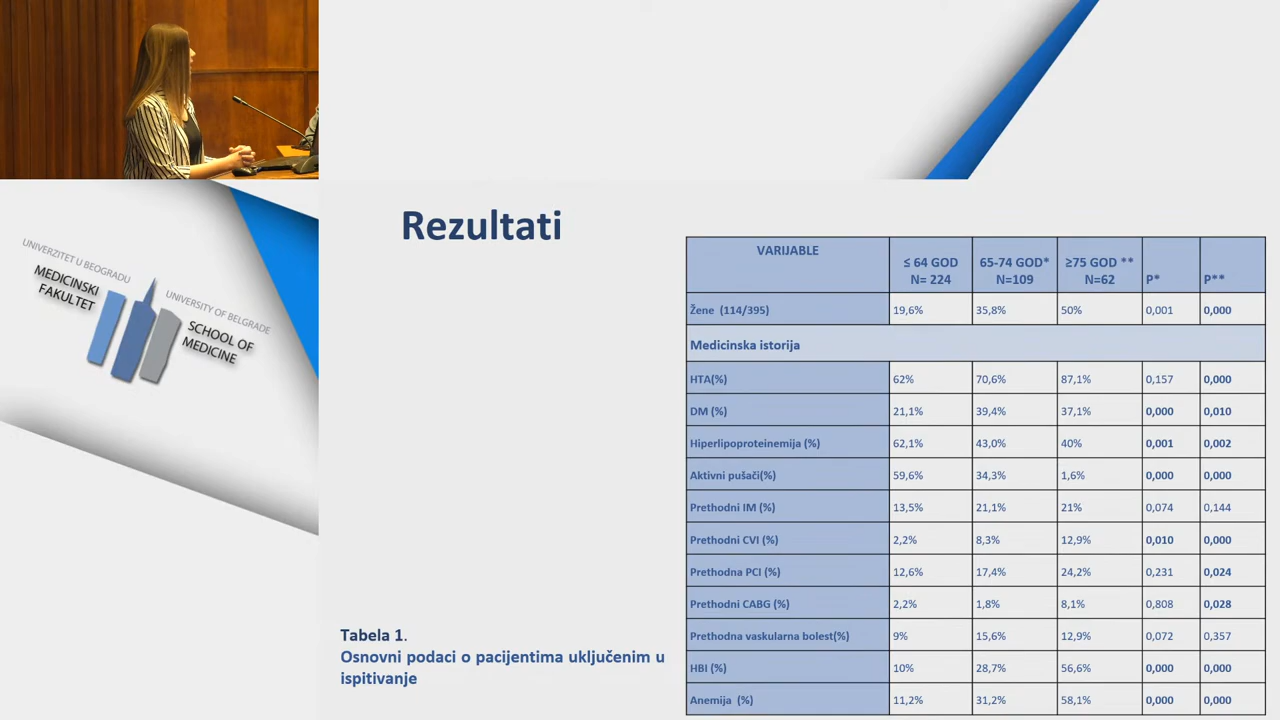 UNIVERZITET U BEOGRADU
MEDICINSKI
FAKULTET
UNIVERSITY OF BELGRADE
SCHOOL OF
MEDICINE
Rezultati
Tabela 1.
Osnovni podaci o pacijentima uključenim u
ispitivanje
VARIJABLE ≤ 64 GOD N= 224 65-74 GOD* N=109 ≥75 GOD ** N=62 P* P**
Žene (114/395) 19,6% 35,8% 50% 0,001 0,000
Medicinska istorija
HTA(%) 62% 70,6% 87,1% 0,157 0,000
DM (%) 21,1% 39,4% 37,1% 0,000 0,010
Hiperlipoproteinemija (%) 62,1% 43,0% 40% 0,001 0,002
Aktivni pušači(%) 59,6% 34,3% 1,6% 0,000 0,000
Prethodni IM (%) 13,5% 21,1% 21% 0,074 0,144
Prethodni CVI (%) 2,2% 8,3% 12,9% 0,010 0,000
Prethodna PCI (%) 12,6% 17,4% 24,2% 0,231 0,024
Prethodni CABG (%) 2,2% 1,8% 8,1% 0,808 0,028
Prethodna vaskularna bolest(%) 9% 15,6% 12,9% 0,072 0,357
HBI (%) 10% 28,7% 56,6% 0,000 0,000
Anemija (%) 11,2% 31,2% 58,1% 0,000 0,000